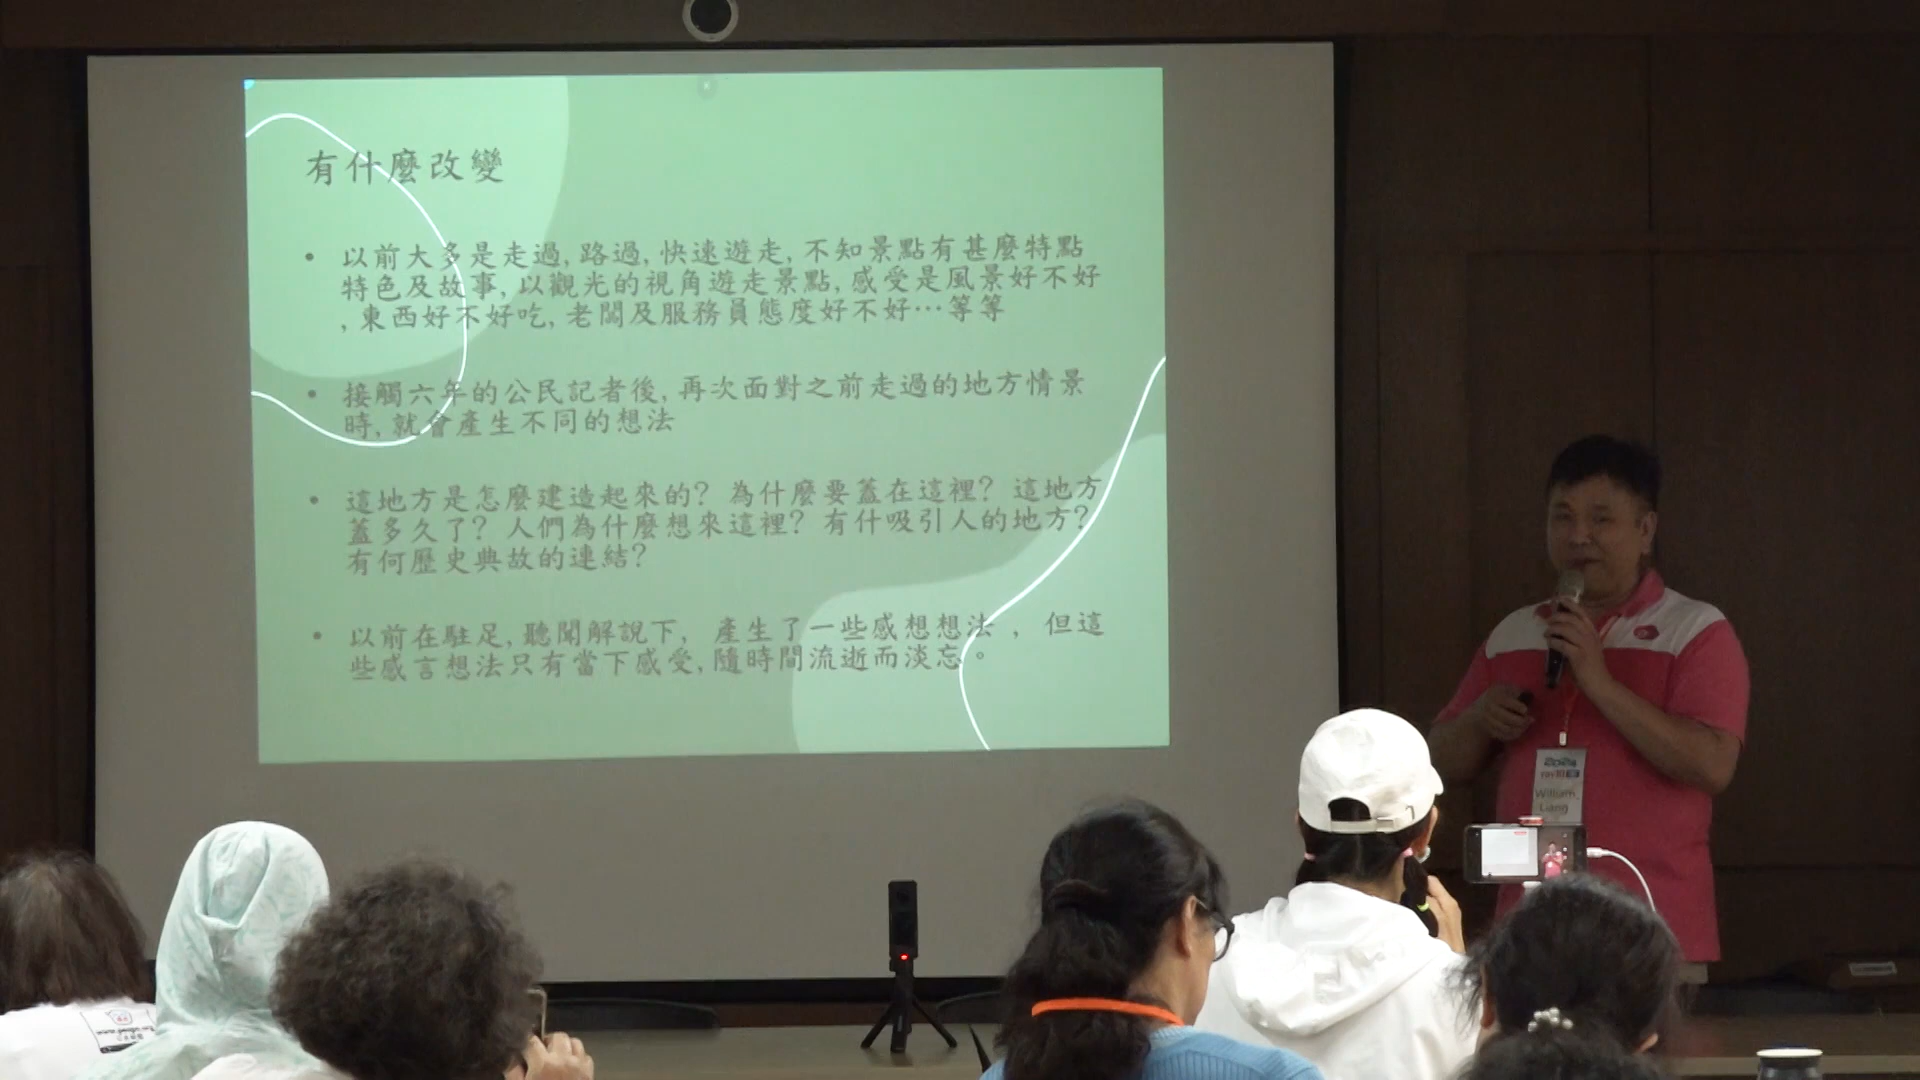 有什麼改變
• 以前大多是走過, 路過, 快速遊走, 不知景點有甚麼特點
特色及故事, 以觀光的視角遊走景點, 感受是風景好不好
, 東西好不好吃, 老闆及服務員態度好不好…等等
• 接觸六年的公民記者後, 再次面對之前走過的地方情景
時, 就會產生不同的想法
• 這地方是怎麼建造起來的? 為什麼要蓋在這裡? 這地方
蓋多久了? 人們為什麼想來這裡? 有什吸引人的地方?
有何歷史典故的連結?
• 以前在駐足, 聽聞解說下, 產生了一些感想想法 , 但這
些感言想法只有當下感受, 隨時間流逝而淡忘。
William
Liang